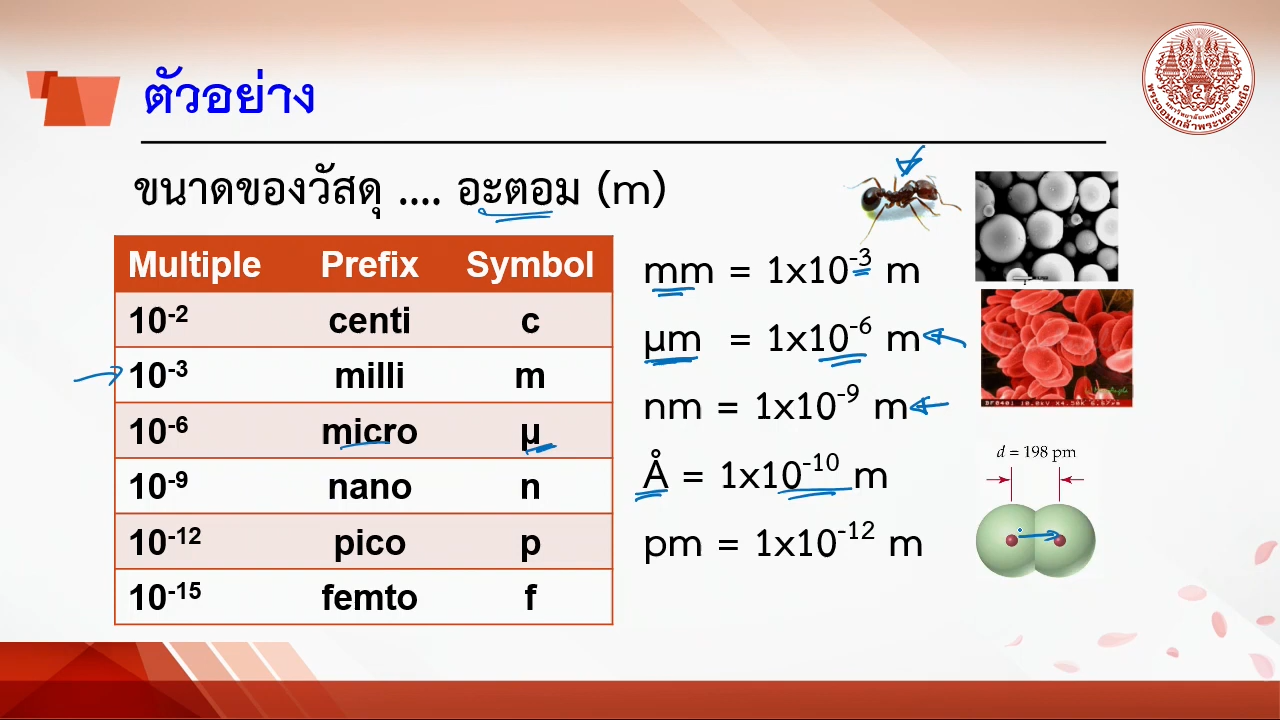 ตัวอย่าง
ขนาดของวัสดุ .... อะตอม (m)
Multiple Prefix Symbol
10⁻² centi c
10⁻³ milli m
10⁻⁶ micro µ
10⁻⁹ nano n
10⁻¹² pico p
10⁻¹⁵ femto f
mm = 1x10⁻³ m
µm = 1x10⁻⁶ m
nm = 1x10⁻⁹ m
Å = 1x10⁻¹⁰ m
pm = 1x10⁻¹² m
d = 198 pm